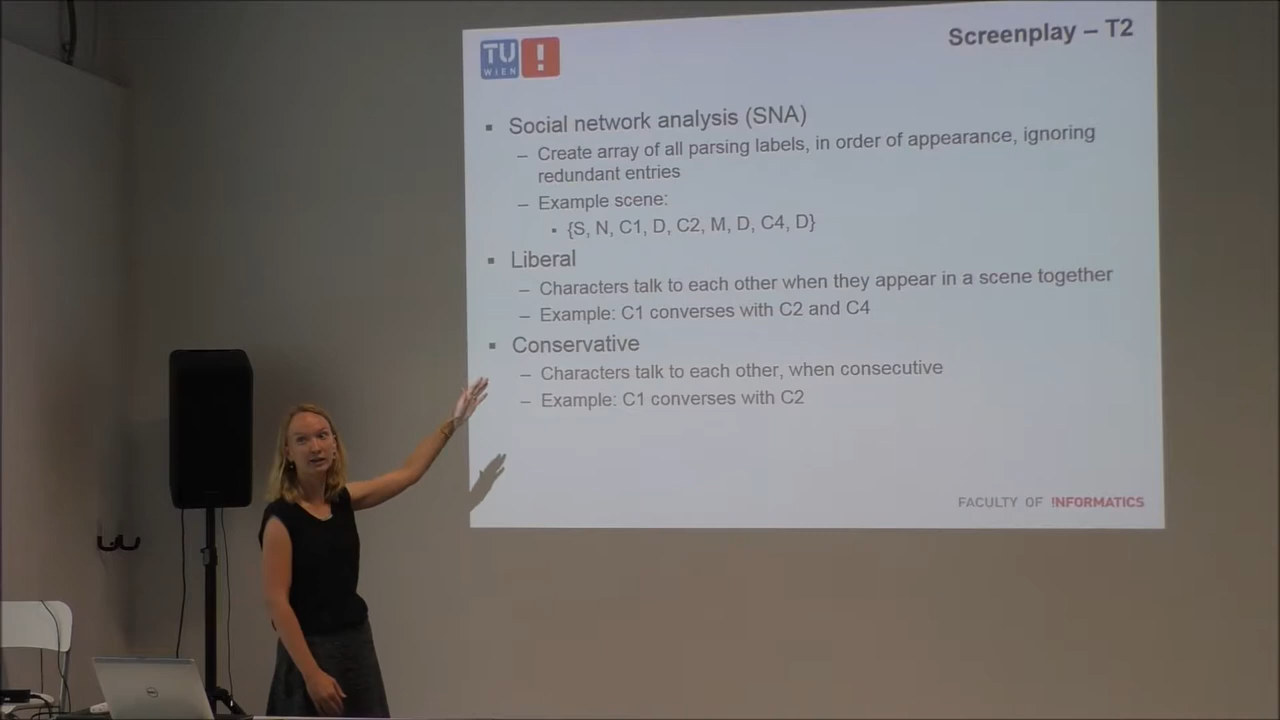 TU
WIEN
!
Screenplay – T2
▪ Social network analysis (SNA)
– Create array of all parsing labels, in order of appearance, ignoring
redundant entries
– Example scene:
▪ {S, N, C1, D, C2, M, D, C4, D}
▪ Liberal
– Characters talk to each other when they appear in a scene together
– Example: C1 converses with C2 and C4
▪ Conservative
– Characters talk to each other, when consecutive
– Example: C1 converses with C2
FACULTY OF !NFORMATICS
DELL